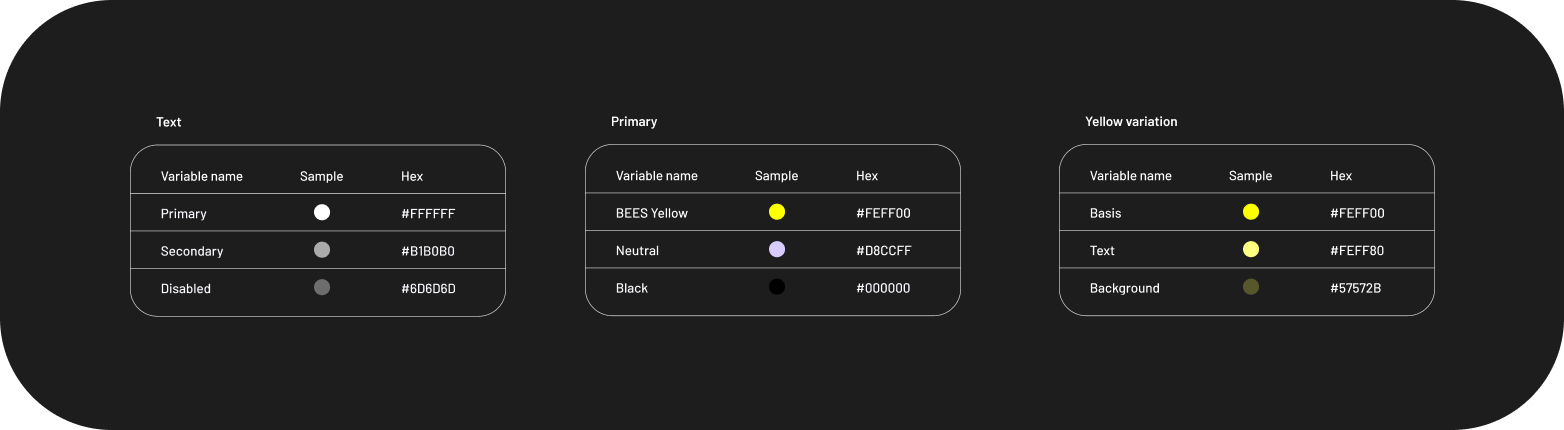 Text
Variable name Sample Hex
Primary #FFFFFF
Secondary #B1B0B0
Disabled #6D6D6D
Primary
Variable name Sample Hex
BEES Yellow #FEFF00
Neutral #D8CCFF
Black #000000
Yellow variation
Variable name Sample Hex
Basis #FEFF00
Text #FEFF80
Background #57572B